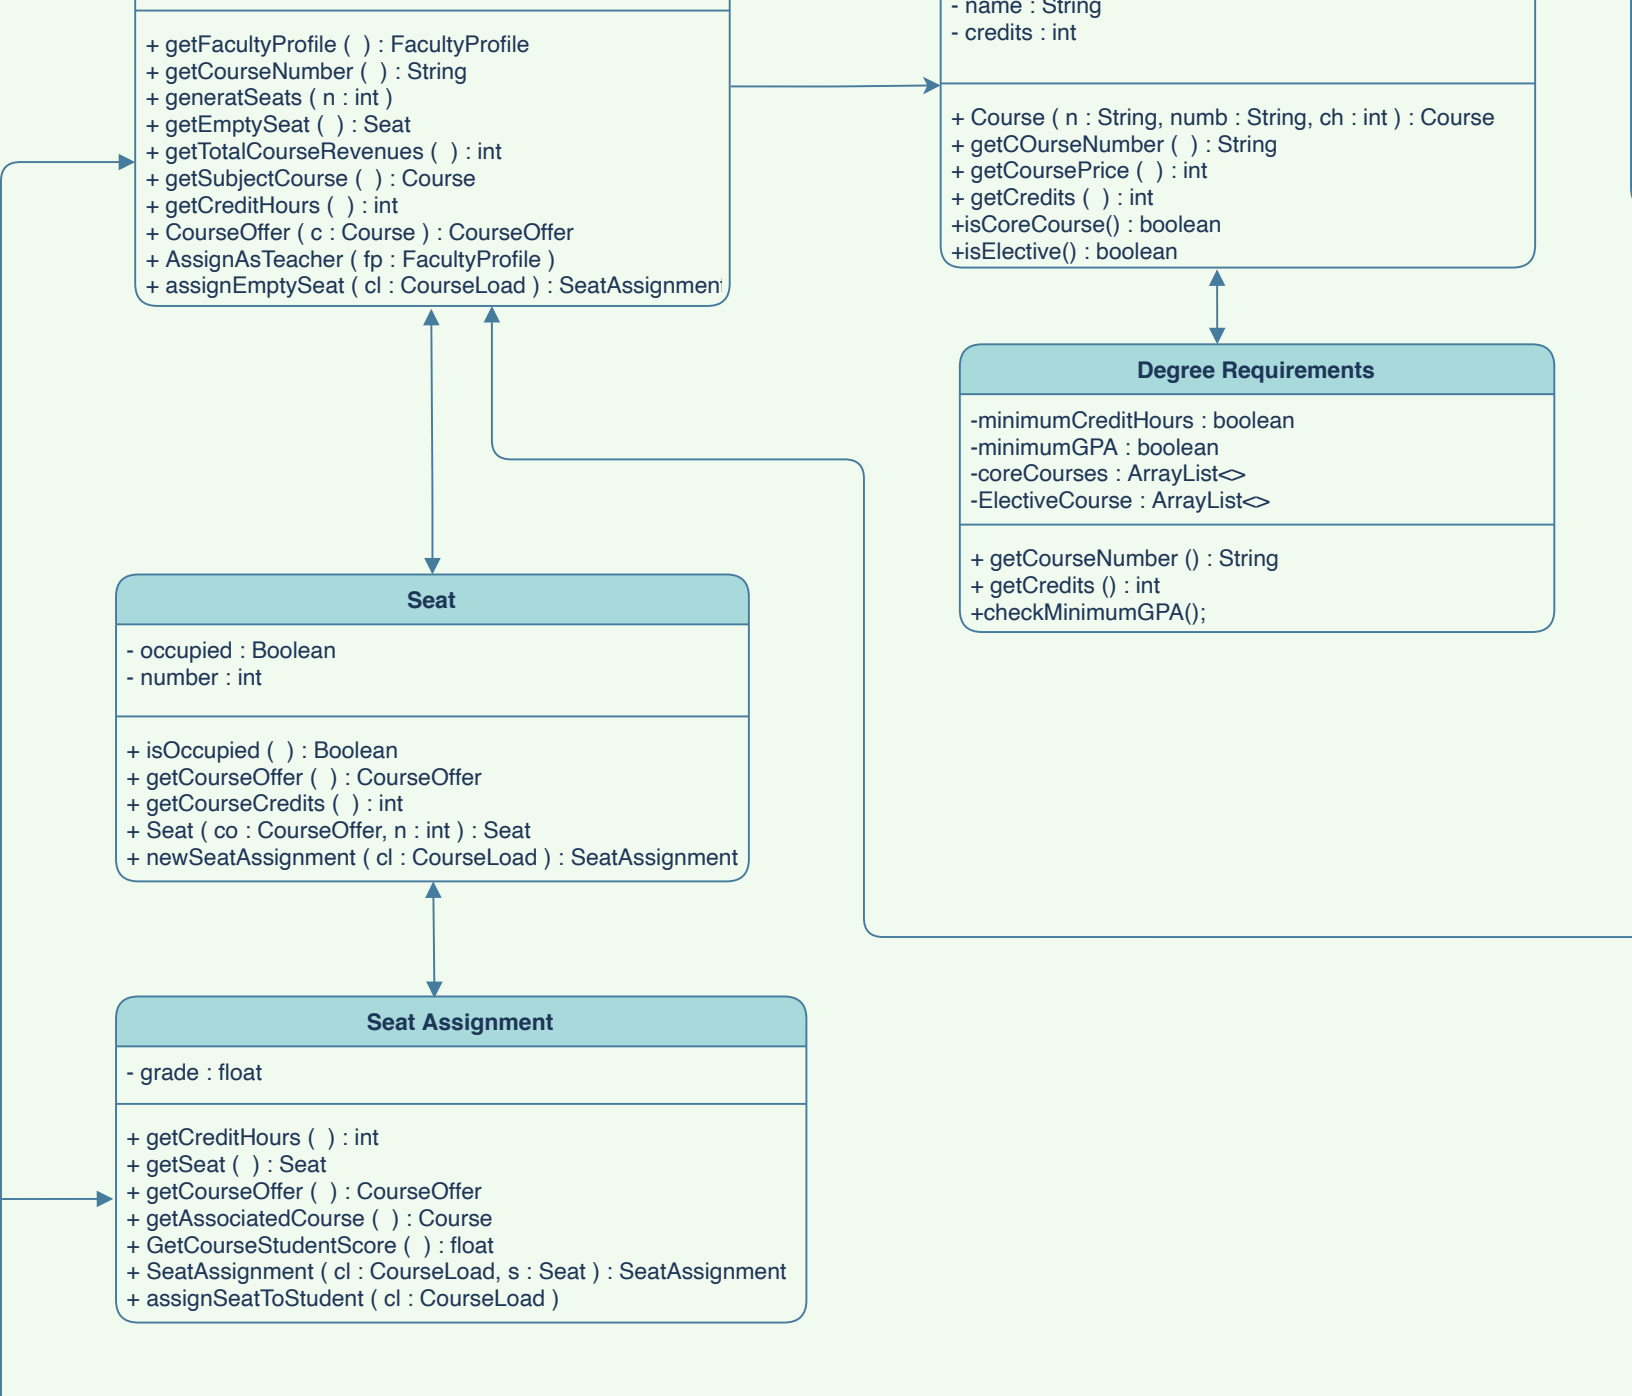 + getFacultyProfile ( ) : FacultyProfile
+ getCourseNumber ( ) : String
+ generatSeats ( n : int )
+ getEmptySeat ( ) : Seat
+ getTotalCourseRevenues ( ) : int
+ getSubjectCourse ( ) : Course
+ getCreditHours ( ) : int
+ CourseOffer ( c : Course ) : CourseOffer
+ AssignAsTeacher ( fp : FacultyProfile )
+ assignEmptySeat ( cl : CourseLoad ) : SeatAssignment
- name : String
- credits : int
+ Course ( n : String, numb : String, ch : int ) : Course
+ getCOurseNumber ( ) : String
+ getCoursePrice ( ) : int
+ getCredits ( ) : int
+isCoreCourse() : boolean
+isElective() : boolean
Degree Requirements
-minimumCreditHours : boolean
-minimumGPA : boolean
-coreCourses : ArrayList<>
-ElectiveCourse : ArrayList<>
+ getCourseNumber () : String
+ getCredits () : int
+checkMinimumGPA();
Seat
- occupied : Boolean
- number : int
+ isOccupied ( ) : Boolean
+ getCourseOffer ( ) : CourseOffer
+ getCourseCredits ( ) : int
+ Seat ( co : CourseOffer, n : int ) : Seat
+ newSeatAssignment ( cl : CourseLoad ) : SeatAssignment
Seat Assignment
- grade : float
+ getCreditHours ( ) : int
+ getSeat ( ) : Seat
+ getCourseOffer ( ) : CourseOffer
+ getAssociatedCourse ( ) : Course
+ GetCourseStudentScore ( ) : float
+ SeatAssignment ( cl : CourseLoad, s : Seat ) : SeatAssignment
+ assignSeatToStudent ( cl : CourseLoad )